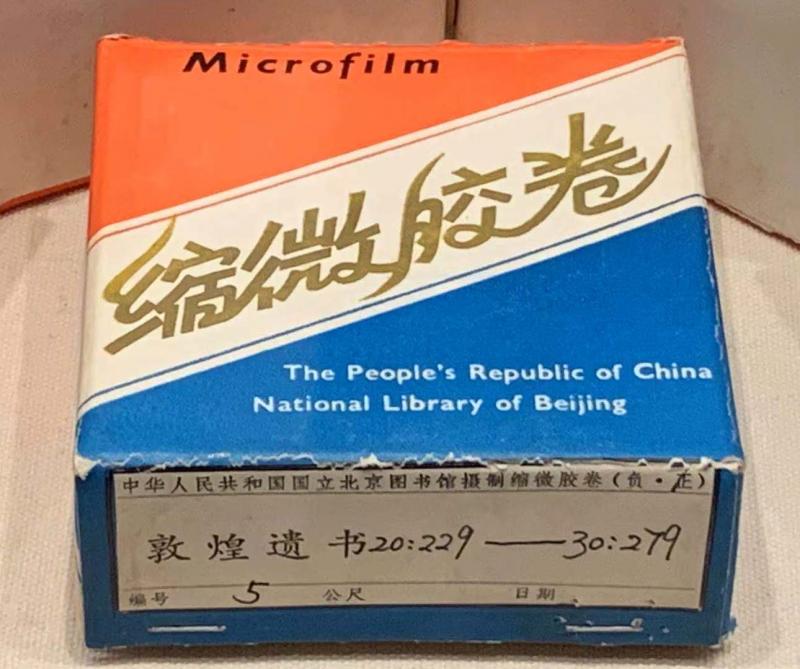 Microfilm
缩微胶卷
The People's Republic of China
National Library of Beijing
中华人民共和国国立北京图书馆摄制缩微胶卷(负·正)
敦煌遗书20:229——30:279
编号 5 公尺 日期